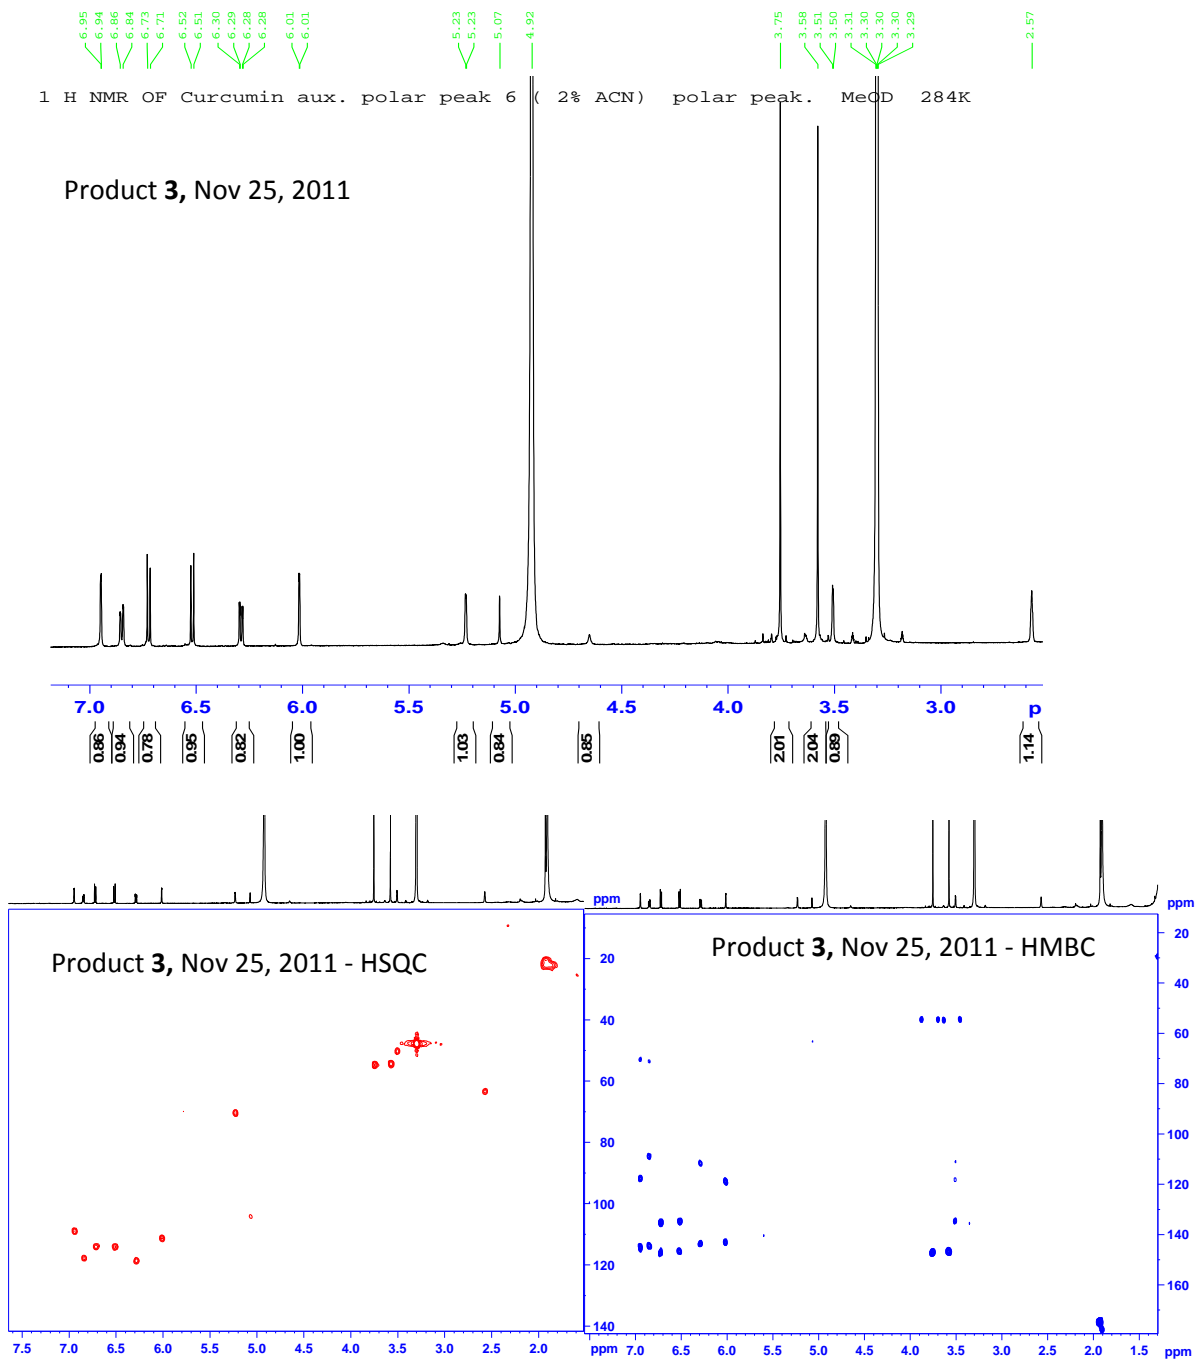 6.95 6.94 6.86 6.84 6.73 6.71 6.52 6.51 6.30 6.29 6.28 6.28 6.01 6.01 5.23 5.23 5.07 4.92 3.75 3.58 3.51 3.50 3.31 3.30 3.30 3.30 3.29 2.57
1 H NMR OF Curcumin aux. polar peak 6 ( 2% ACN) polar peak. MeOD 284K
Product 3, Nov 25, 2011
7.0 6.5 6.0 5.5 5.0 4.5 4.0 3.5 3.0 p
0.86 0.94 0.78 0.95 0.82 1.00 1.03 0.84 0.85 2.01 2.04 0.89 1.14
ppm
Product 3, Nov 25, 2011 - HSQC
20
40
60
80
100
120
140
7.5 7.0 6.5 6.0 5.5 5.0 4.5 4.0 3.5 3.0 2.5 2.0 ppm
ppm
Product 3, Nov 25, 2011 - HMBC
20
40
60
80
100
120
140
160
7.0 6.5 6.0 5.5 5.0 4.5 4.0 3.5 3.0 2.5 2.0 1.5 ppm